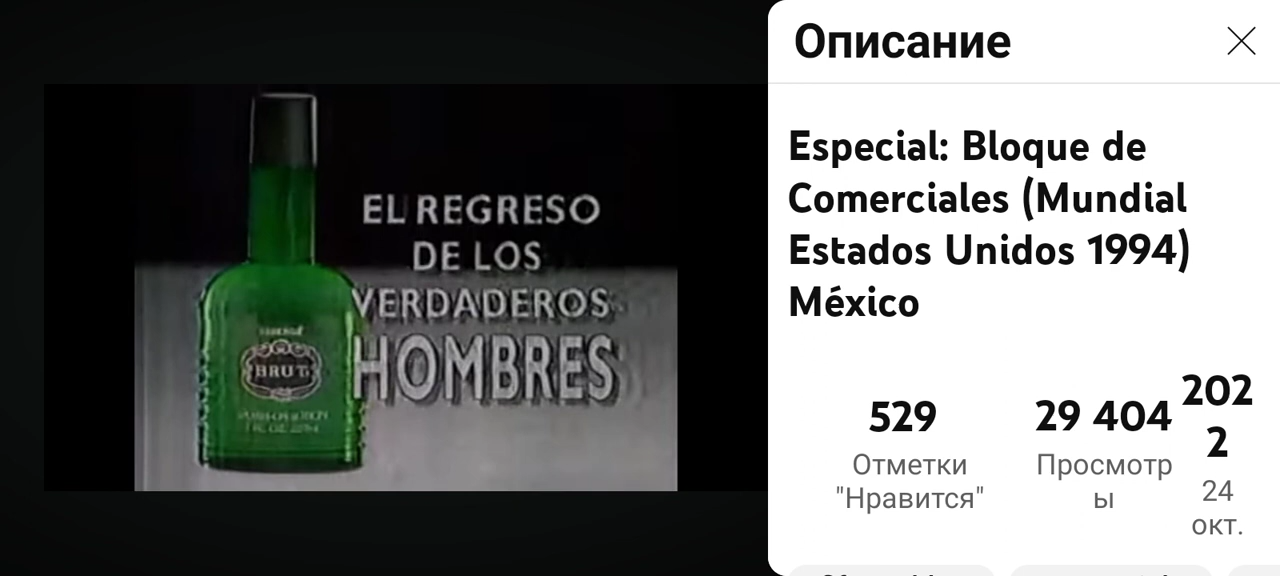 EL REGRESO
DE LOS
VERDADEROS
HOMBRES
BRUT
Описание
Especial: Bloque de
Comerciales (Mundial
Estados Unidos 1994)
México
529
Отметки
"Нравится"
29 404
Просмотр
ы
202
2
24
окт.